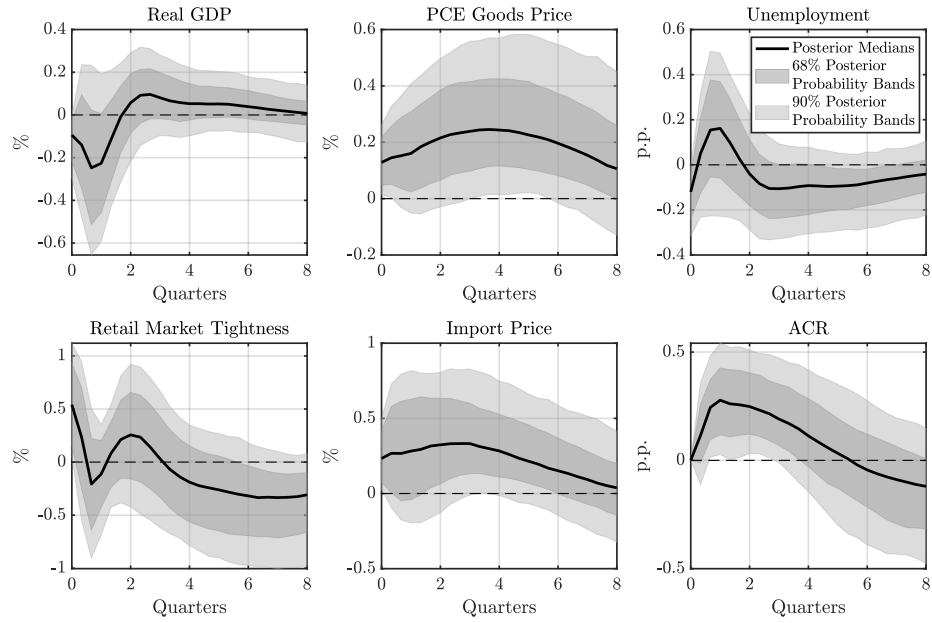 Real GDP
0.4
0.2
0
-0.2
-0.4
-0.6
%
0 2 4 6 8
Quarters
PCE Goods Price
0.6
0.4
0.2
0
-0.2
%
0 2 4 6 8
Quarters
Unemployment
0.6
0.4
0.2
0
-0.2
-0.4
p.p.
Posterior Medians
68% Posterior
Probability Bands
90% Posterior
Probability Bands
0 2 4 6 8
Quarters
Retail Market Tightness
1
0.5
0
-0.5
-1
%
0 2 4 6 8
Quarters
Import Price
1
0.5
0
-0.5
%
0 2 4 6 8
Quarters
ACR
0.5
0
-0.5
p.p.
0 2 4 6 8
Quarters